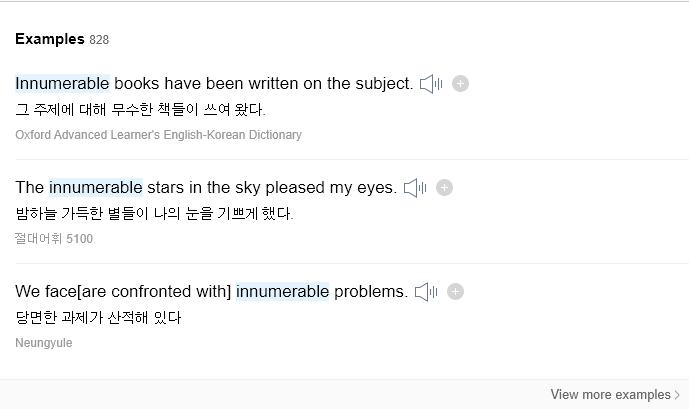 Examples 828
Innumerable books have been written on the subject.
그 주제에 대해 무수한 책들이 쓰여 왔다.
Oxford Advanced Learner's English-Korean Dictionary
The innumerable stars in the sky pleased my eyes.
밤하늘 가득한 별들이 나의 눈을 기쁘게 했다.
절대어휘 5100
We face[are confronted with] innumerable problems.
당면한 과제가 산적해 있다
Neungyule
View more examples